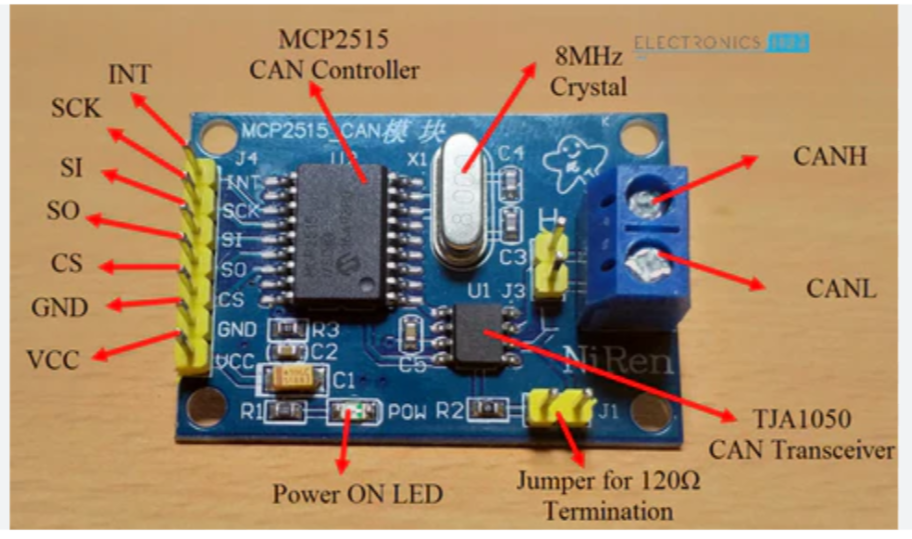 ELECTRONICS HUB
MCP2515
CAN Controller
8MHz
Crystal
INT
SCK
SI
SO
CS
GND
VCC
CANH
CANL
TJA1050
CAN Transceiver
Power ON LED
Jumper for 120Ω
Termination
MCP2515_CAN模块
J4
X1
C4
INT
SCK
SI
SO
CS
GND
VCC
R3
C2
C1
R1
POW
R2
J1
C5
U1
J3
C3
H
K
NiRen